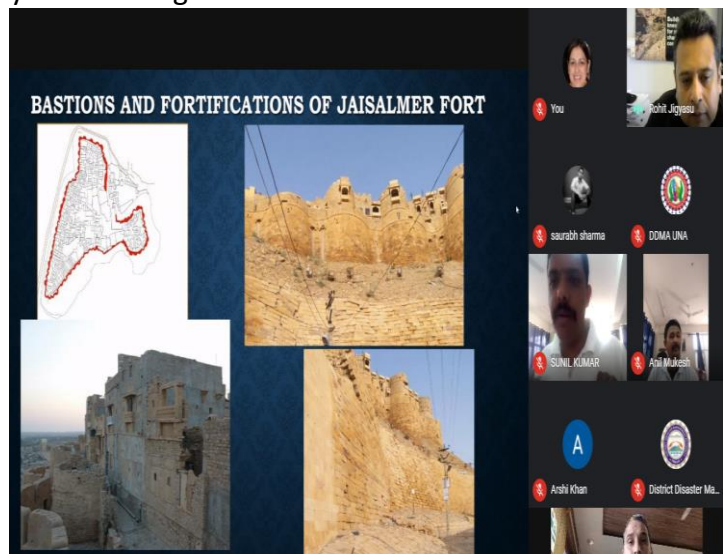 BASTIONS AND FORTIFICATIONS OF JAISALMER FORT
You
Rohit Jigyasu
saurabh sharma
DDMA UNA
SUNIL KUMAR
Anil Mukesh
A
Arshi Khan
District Disaster Ma...